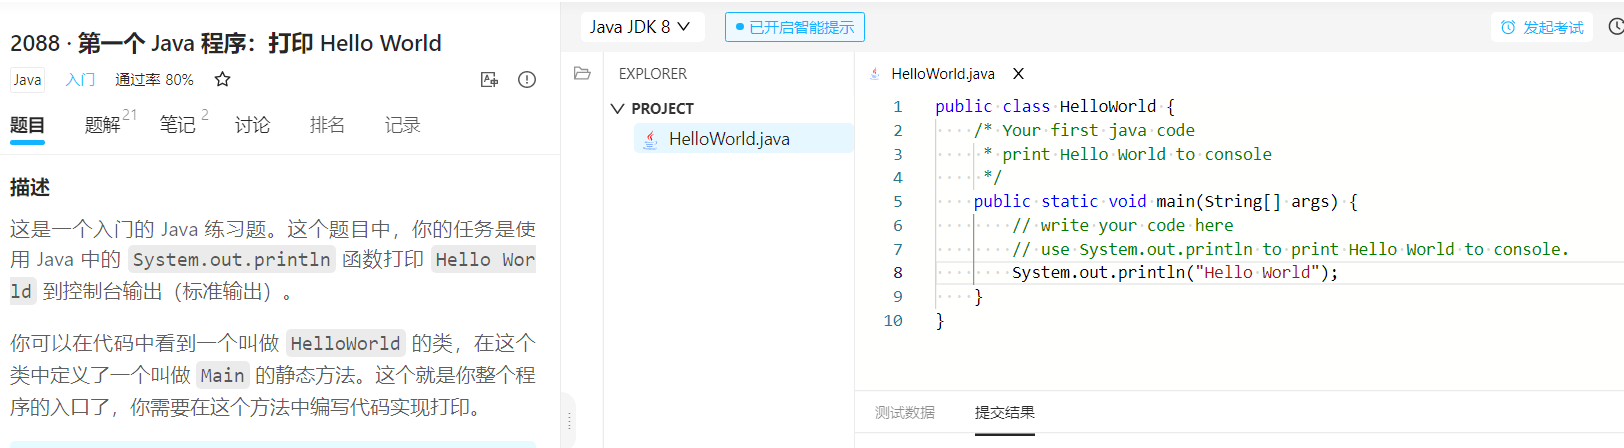 2088 · 第一个 Java 程序：打印 Hello World
Java 入门 通过率 80%
题目 题解 21 笔记 2 讨论 排名 记录
描述
这是一个入门的 Java 练习题。这个题目中，你的任务是使
用 Java 中的 System.out.println 函数打印 Hello Wor
ld 到控制台输出（标准输出）。
你可以在代码中看到一个叫做 HelloWorld 的类，在这个
类中定义了一个叫做 Main 的静态方法。这个就是你整个程
序的入口了，你需要在这个方法中编写代码实现打印。
Java JDK 8 已开启智能提示 发起考试
EXPLORER
PROJECT
HelloWorld.java
HelloWorld.java X
1 public class HelloWorld {
2 /* Your first java code
3 * print Hello World to console
4 */
5 public static void main(String[] args) {
6 // write your code here
7 // use System.out.println to print Hello World to console.
8 System.out.println("Hello World");
9 }
10 }
测试数据 提交结果